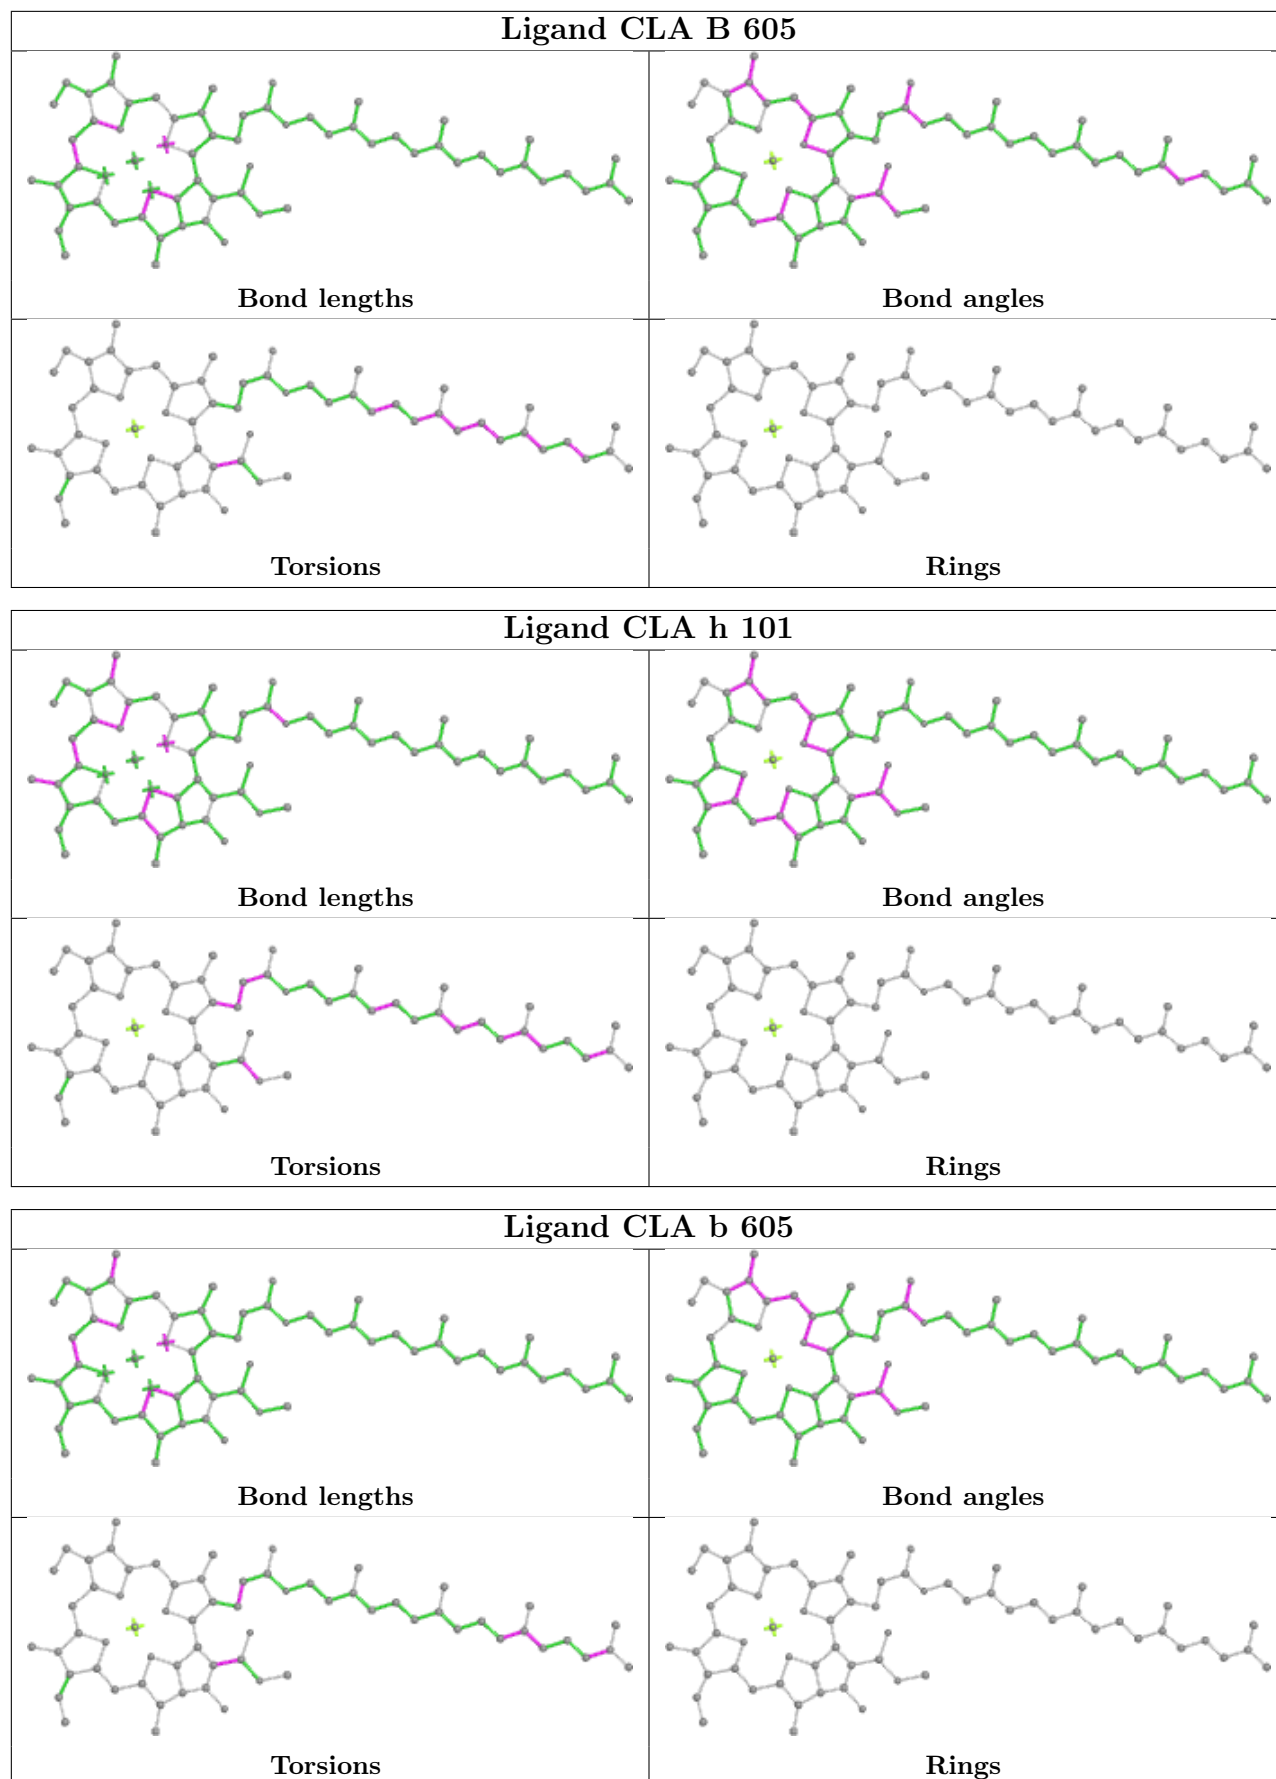 Ligand CLA B 605
Bond lengths
Bond angles
Torsions
Rings
Ligand CLA h 101
Bond lengths
Bond angles
Torsions
Rings
Ligand CLA b 605
Bond lengths
Bond angles
Torsions
Rings